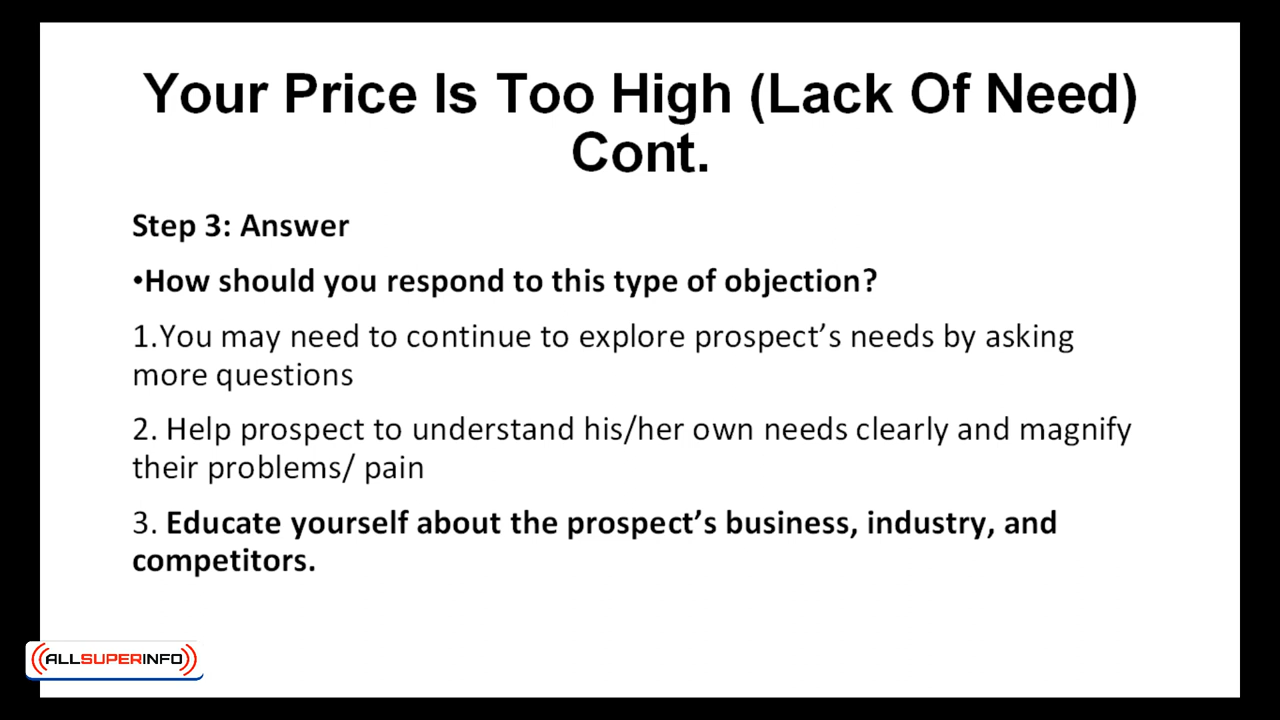 Your Price Is Too High (Lack Of Need)
Cont.
Step 3: Answer
•How should you respond to this type of objection?
1.You may need to continue to explore prospect’s needs by asking
more questions
2. Help prospect to understand his/her own needs clearly and magnify
their problems/ pain
3. Educate yourself about the prospect’s business, industry, and
competitors.
ALLSUPERINFO